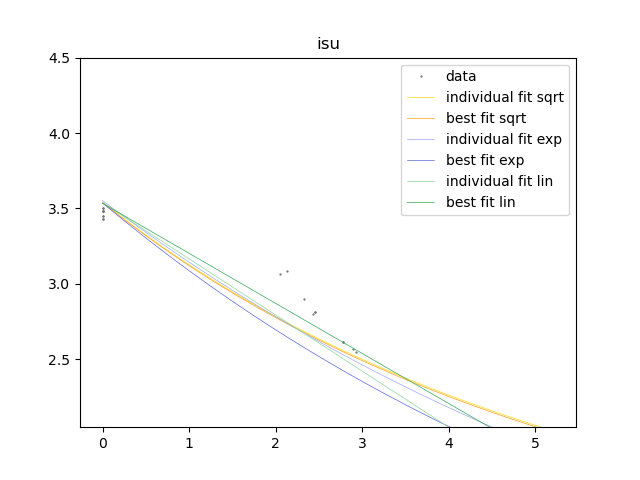 isu
4.5
4.0
3.5
3.0
2.5
data
individual fit sqrt
best fit sqrt
individual fit exp
best fit exp
individual fit lin
best fit lin
0 1 2 3 4 5